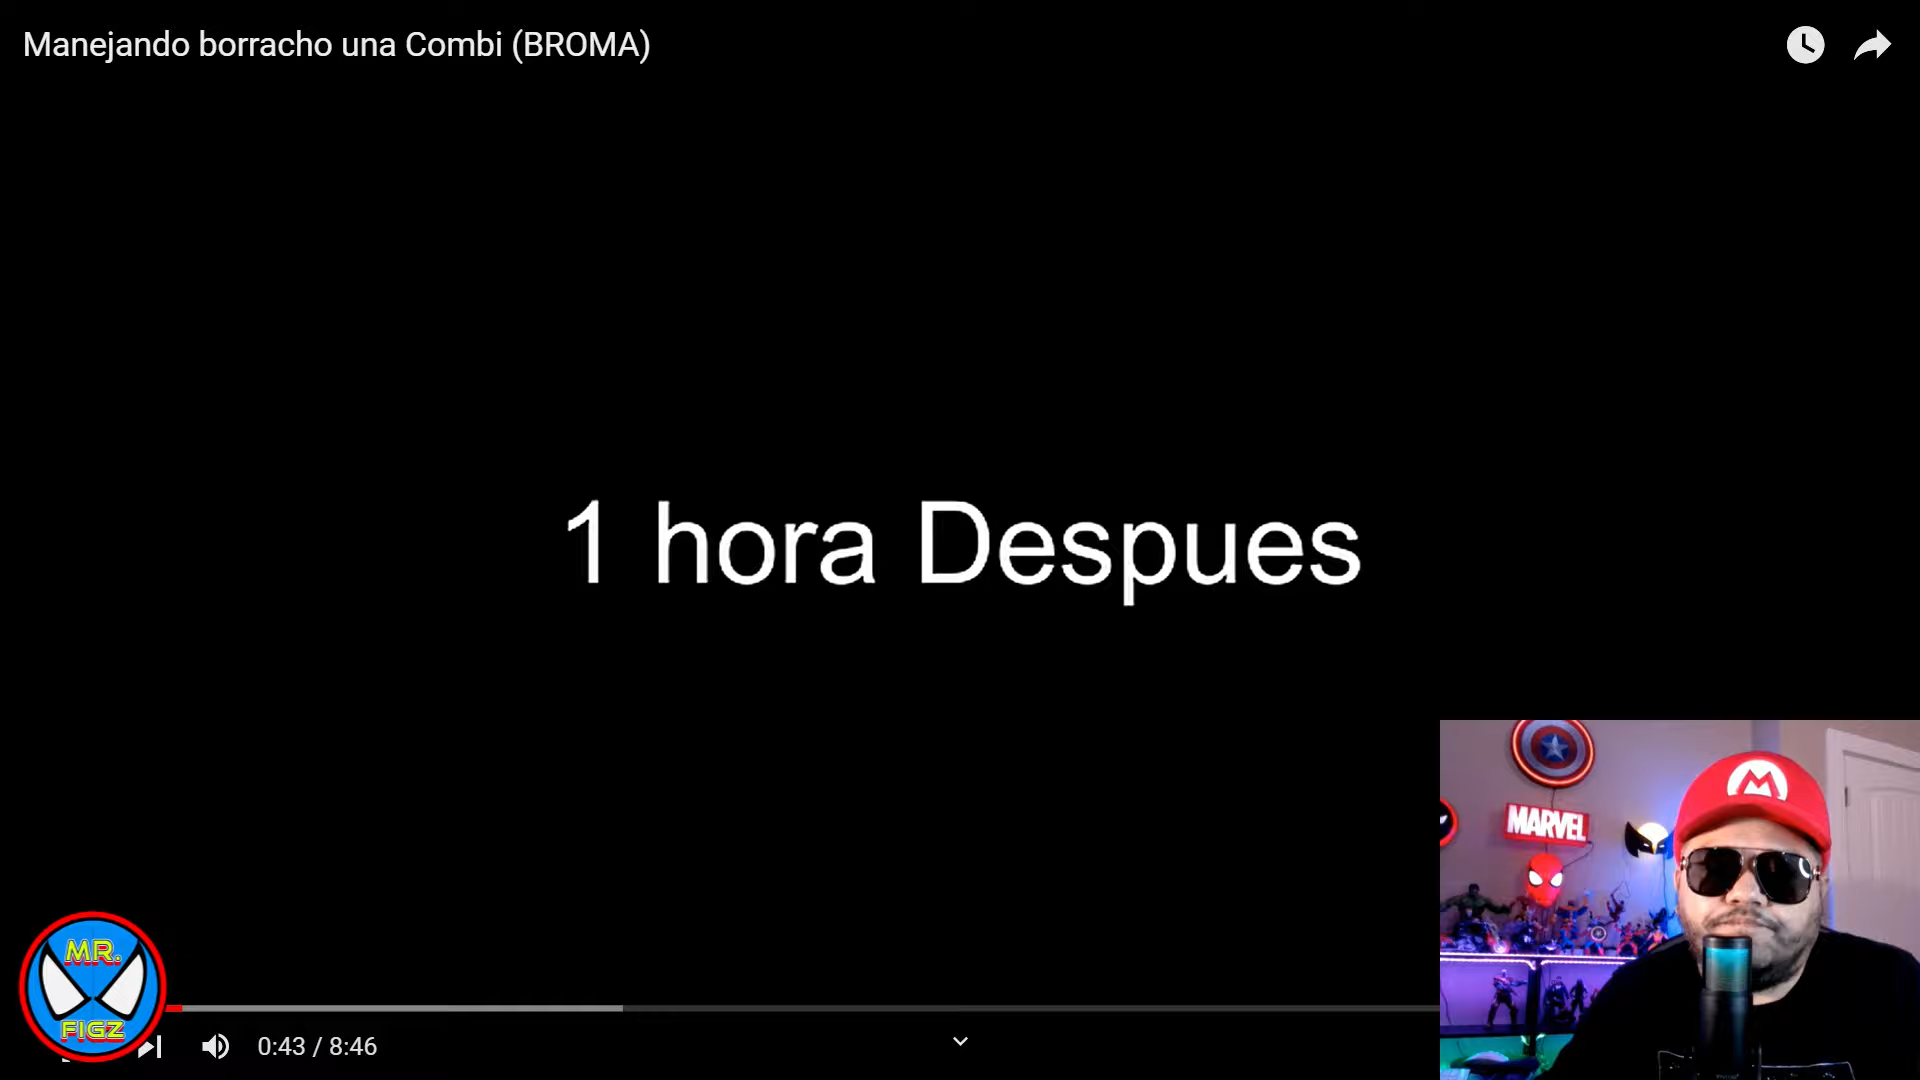 Manejando borracho una Combi (BROMA)
1 hora Despues
MARVEL
M
MR.
FIGZ
0:43 / 8:46